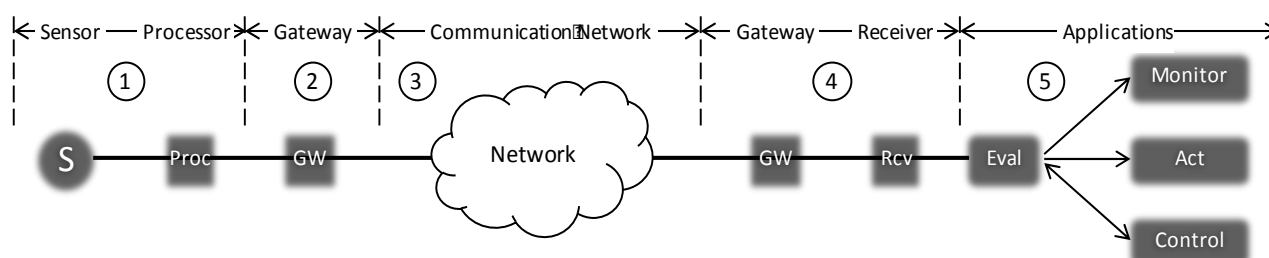 Sensor Processor Gateway Communication Network Gateway Receiver Applications
1 2 3 4 5
Monitor
S Proc GW Network GW Rcv Eval Act
Control